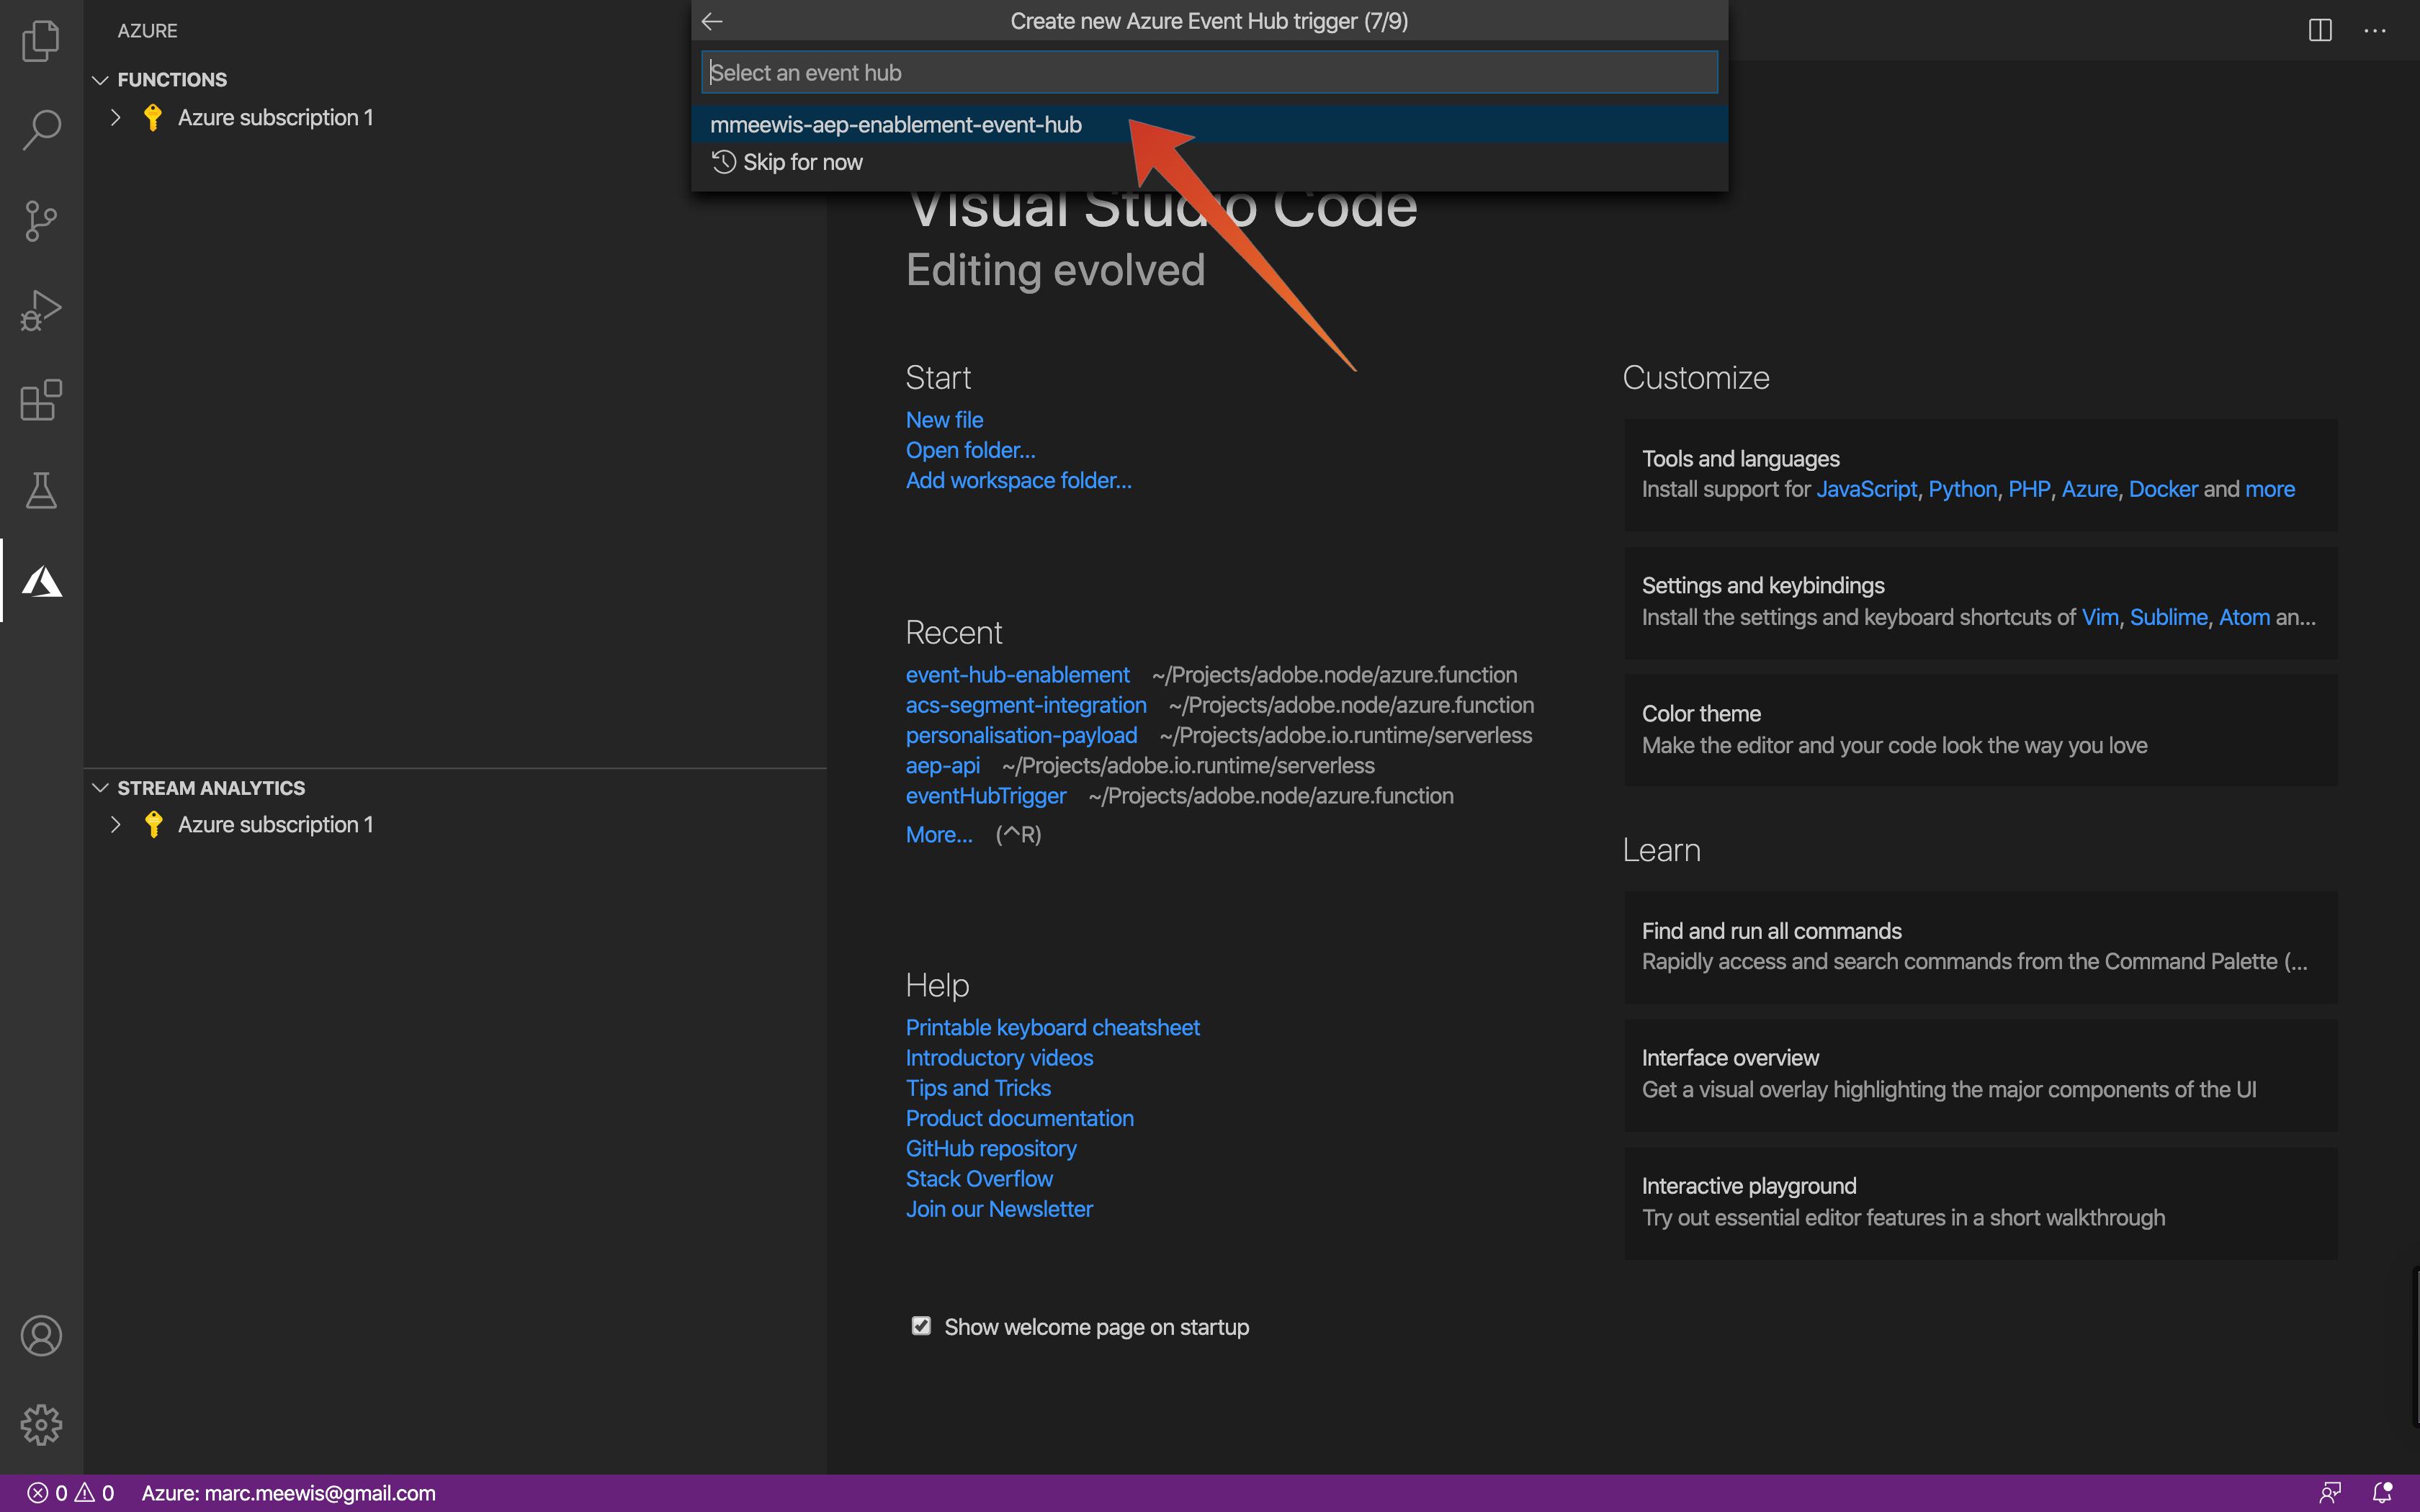 AZURE
FUNCTIONS
Azure subscription 1
STREAM ANALYTICS
Azure subscription 1
Create new Azure Event Hub trigger (7/9)
Select an event hub
mmeewis-aep-enablement-event-hub
Skip for now
Visual Studio Code
Editing evolved
Start
New file
Open folder...
Add workspace folder...
Recent
event-hub-enablement ~/Projects/adobe.node/azure.function
acs-segment-integration ~/Projects/adobe.node/azure.function
personalisation-payload ~/Projects/adobe.io.runtime/serverless
aep-api ~/Projects/adobe.io.runtime/serverless
eventHubTrigger ~/Projects/adobe.node/azure.function
More... (^R)
Help
Printable keyboard cheatsheet
Introductory videos
Tips and Tricks
Product documentation
GitHub repository
Stack Overflow
Join our Newsletter
Show welcome page on startup
Customize
Tools and languages
Install support for JavaScript, Python, PHP, Azure, Docker and more
Settings and keybindings
Install the settings and keyboard shortcuts of Vim, Sublime, Atom an...
Color theme
Make the editor and your code look the way you love
Learn
Find and run all commands
Rapidly access and search commands from the Command Palette (...
Interface overview
Get a visual overlay highlighting the major components of the UI
Interactive playground
Try out essential editor features in a short walkthrough
0 0 Azure: marc.meewis@gmail.com